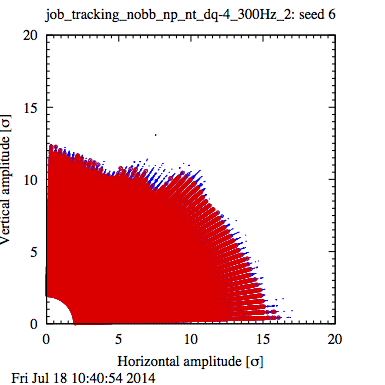 job_tracking_nobb_np_nt_dq-4_300Hz_2: seed 6
20
15
10
5
0
Vertical amplitude [σ]
0 5 10 15 20
Horizontal amplitude [σ]
Fri Jul 18 10:40:54 2014